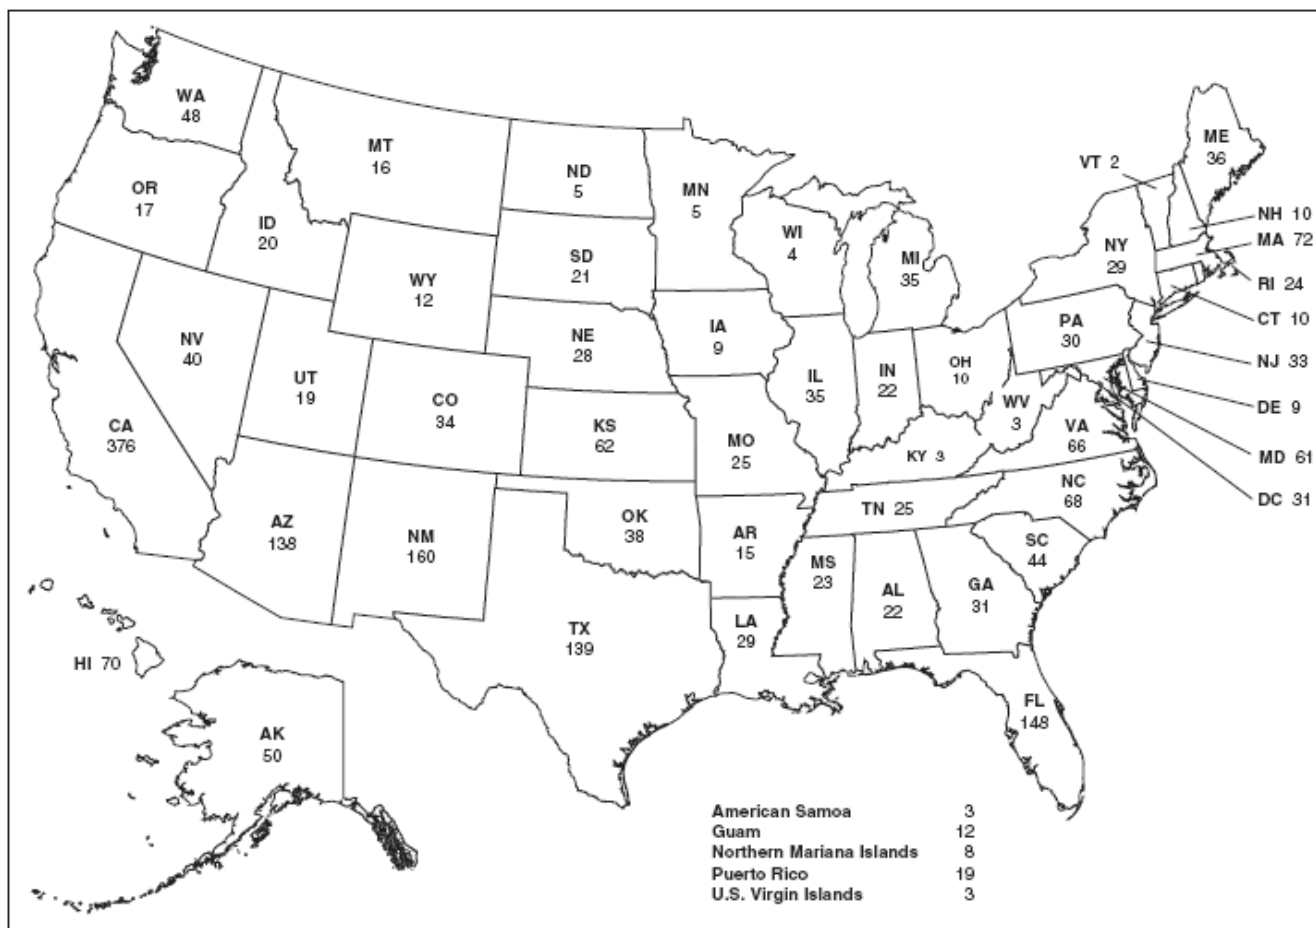 WA
48
MT
16
ND
5
MN
5
ME
36
VT 2
OR
17
ID
20
WI
4
MI
35
NY
29
NH 10
MA 72
SD
21
WY
12
RI 24
CT 10
NV
40
NE
28
IA
9
PA
30
NJ 33
UT
19
CO
34
IL
35
IN
22
OH
10
DE 9
CA
376
KS
62
MO
25
WV
3
VA
66
KY 3
MD 61
DC 31
AZ
138
NM
160
OK
38
AR
15
TN 25
NC
68
SC
44
MS
23
AL
22
GA
31
TX
139
LA
29
HI 70
AK
50
FL
148
American Samoa 3
Guam 12
Northern Mariana Islands 8
Puerto Rico 19
U.S. Virgin Islands 3